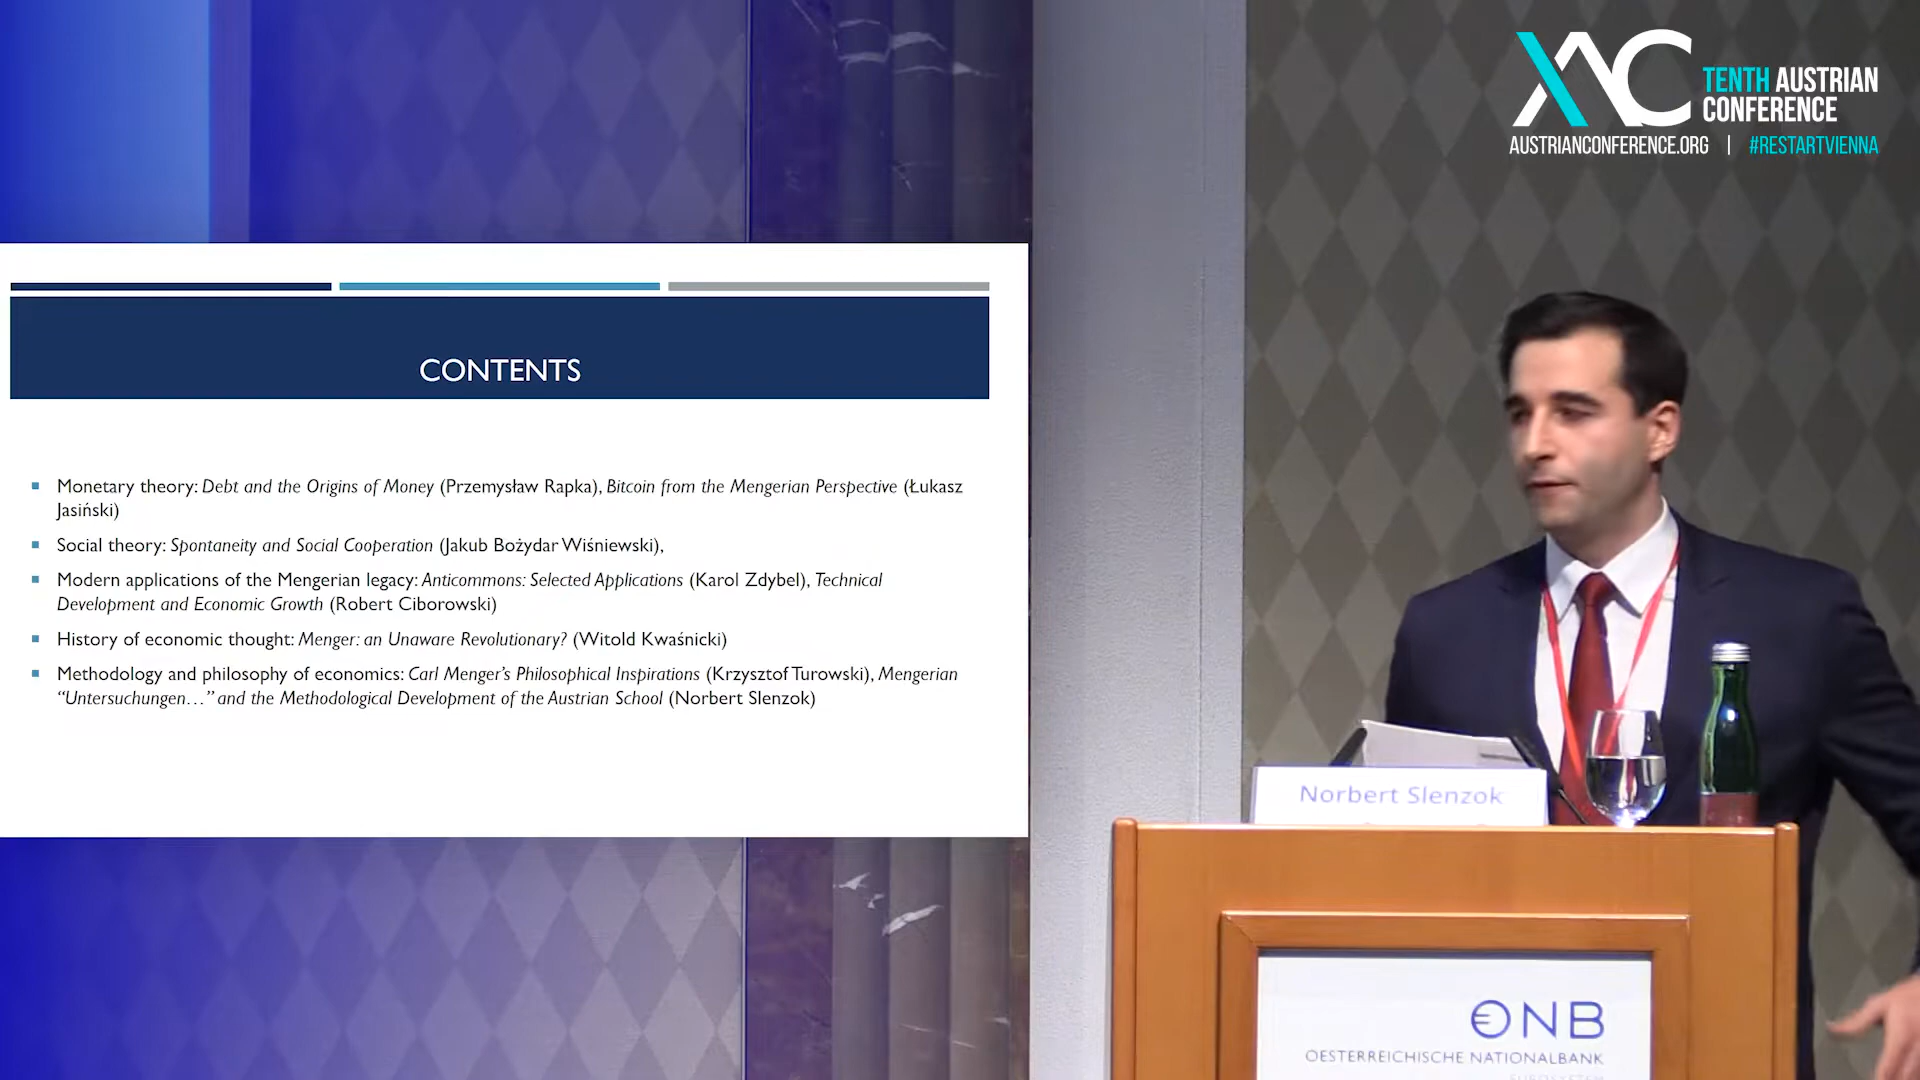 TENTH AUSTRIAN
CONFERENCE
AUSTRIANCONFERENCE.ORG | #RESTARTVIENNA
CONTENTS
▪ Monetary theory: Debt and the Origins of Money (Przemysław Rapka), Bitcoin from the Mengerian Perspective (Łukasz
Jasiński)
▪ Social theory: Spontaneity and Social Cooperation (Jakub Bożydar Wiśniewski),
▪ Modern applications of the Mengerian legacy: Anticommons: Selected Applications (Karol Zdybel), Technical
Development and Economic Growth (Robert Ciborowski)
▪ History of economic thought: Menger: an Unaware Revolutionary? (Witold Kwaśnicki)
▪ Methodology and philosophy of economics: Carl Menger's Philosophical Inspirations (Krzysztof Turowski), Mengerian
“Untersuchungen…” and the Methodological Development of the Austrian School (Norbert Slenzok)
Norbert Slenzok
ONB
OESTERREICHISCHE NATIONALBANK
EUROSYSTEM